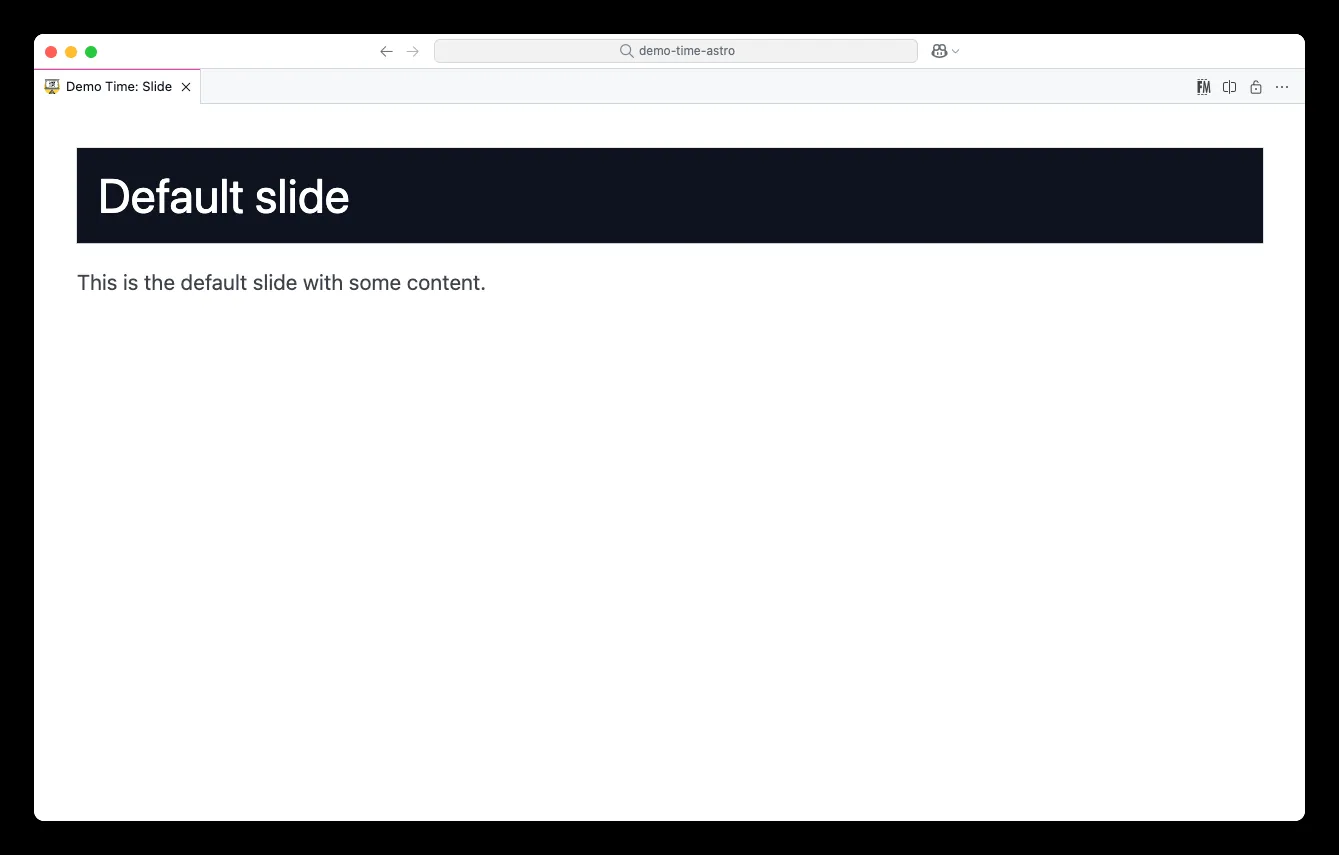 demo-time-astro
Demo Time: Slide
FM
Default slide
This is the default slide with some content.